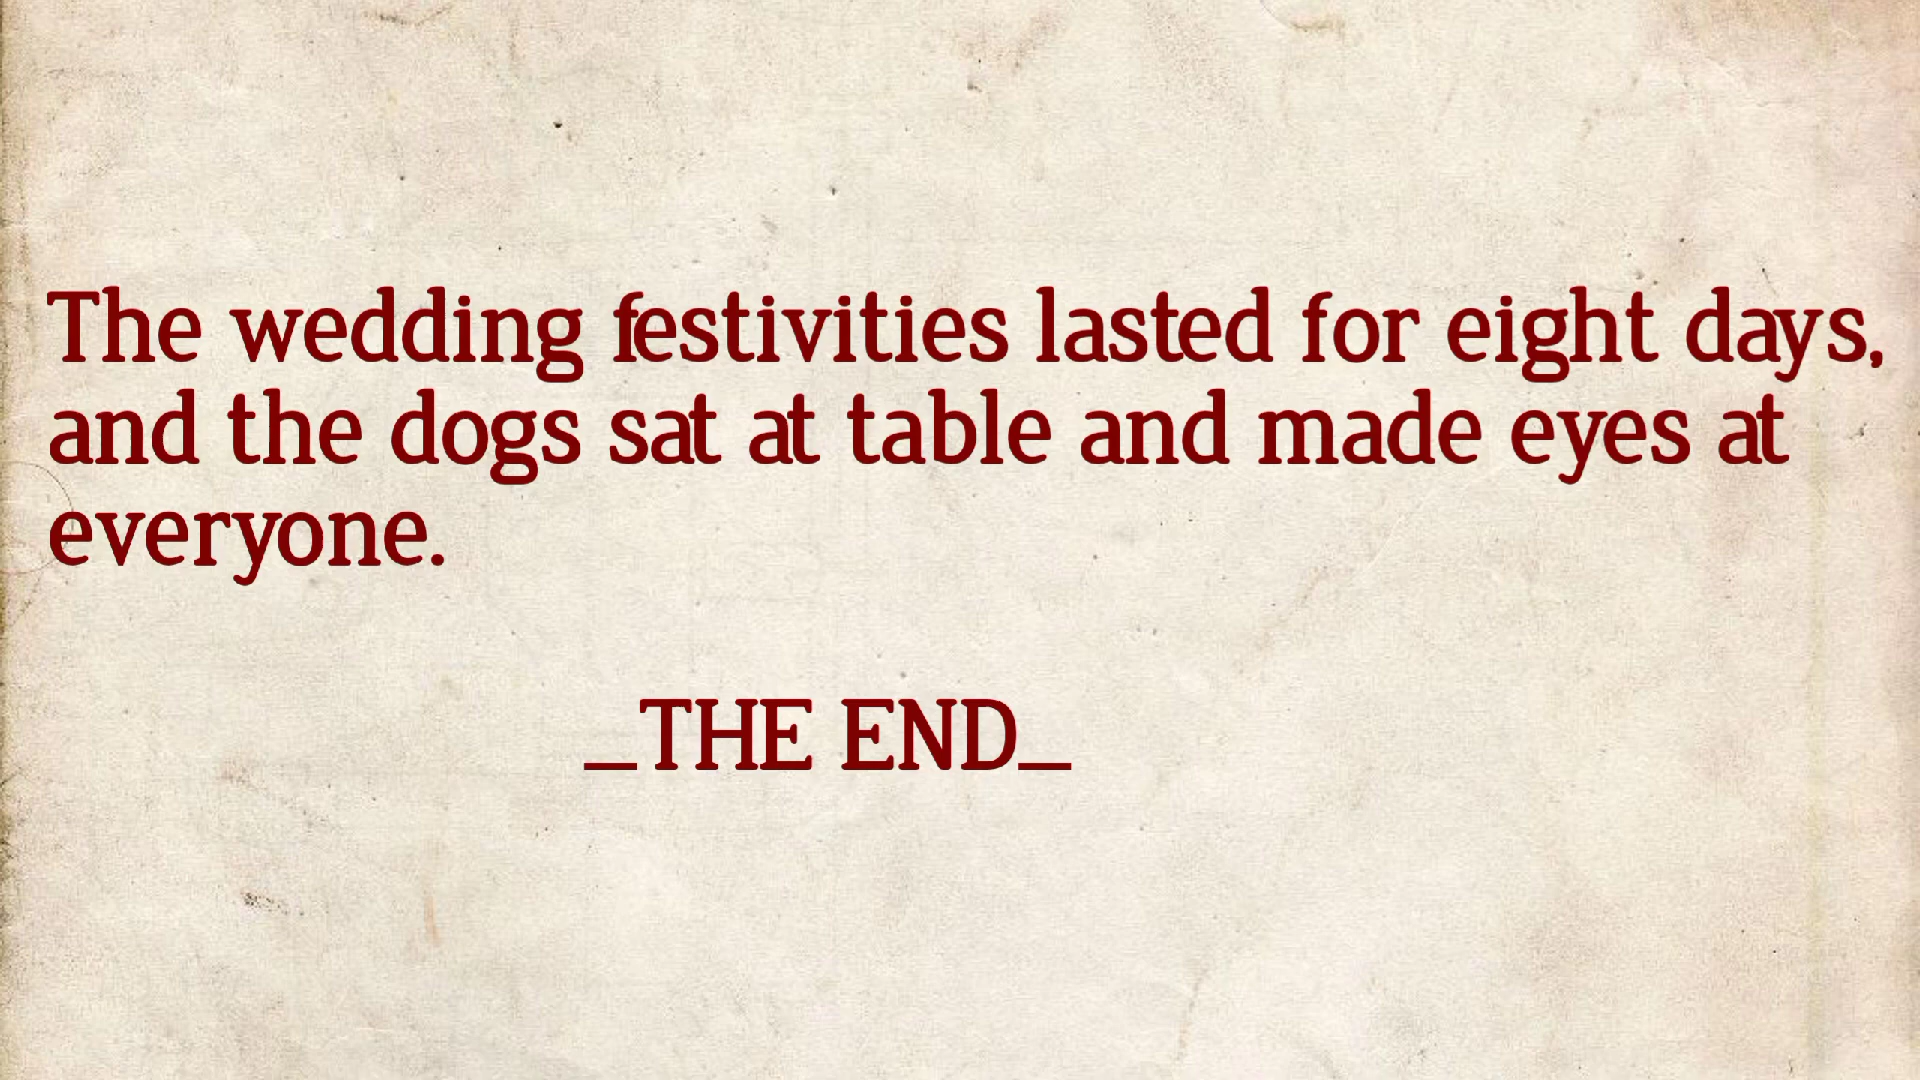 The wedding festivities lasted for eight days,
and the dogs sat at table and made eyes at
everyone.
_THE END_